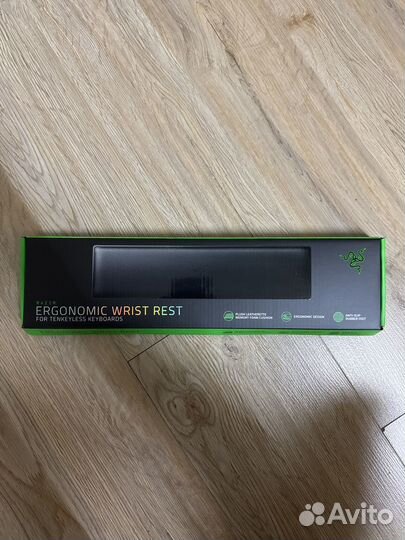 RAZER
ERGONOMIC WRIST REST
FOR TENKEYLESS KEYBOARDS
PLUSH LEATHERETTE
MEMORY FOAM CUSHION
ERGONOMIC DESIGN
ANTI-SLIP
RUBBER FEET
Avito